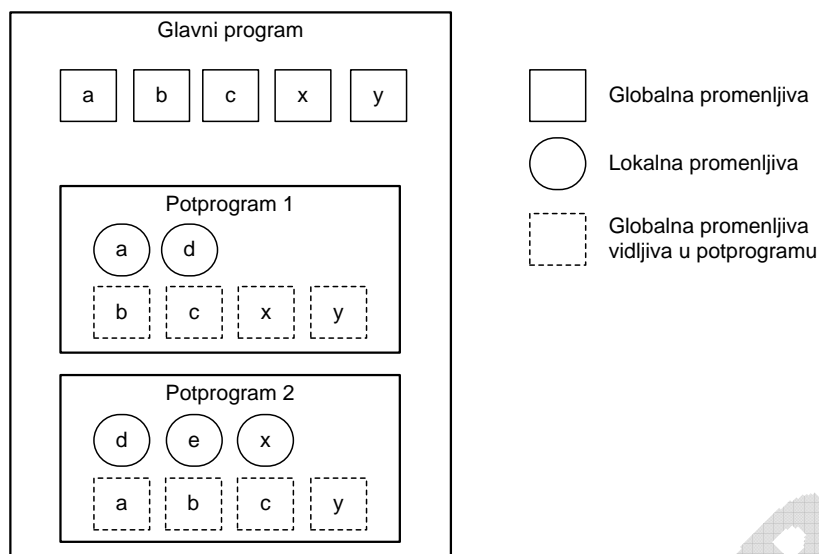 Glavni program
a b c x y
Potprogram 1
a d
b c x y
Potprogram 2
d e x
a b c y
Globalna promenljiva
Lokalna promenljiva
Globalna promenljiva
vidljiva u potprogramu